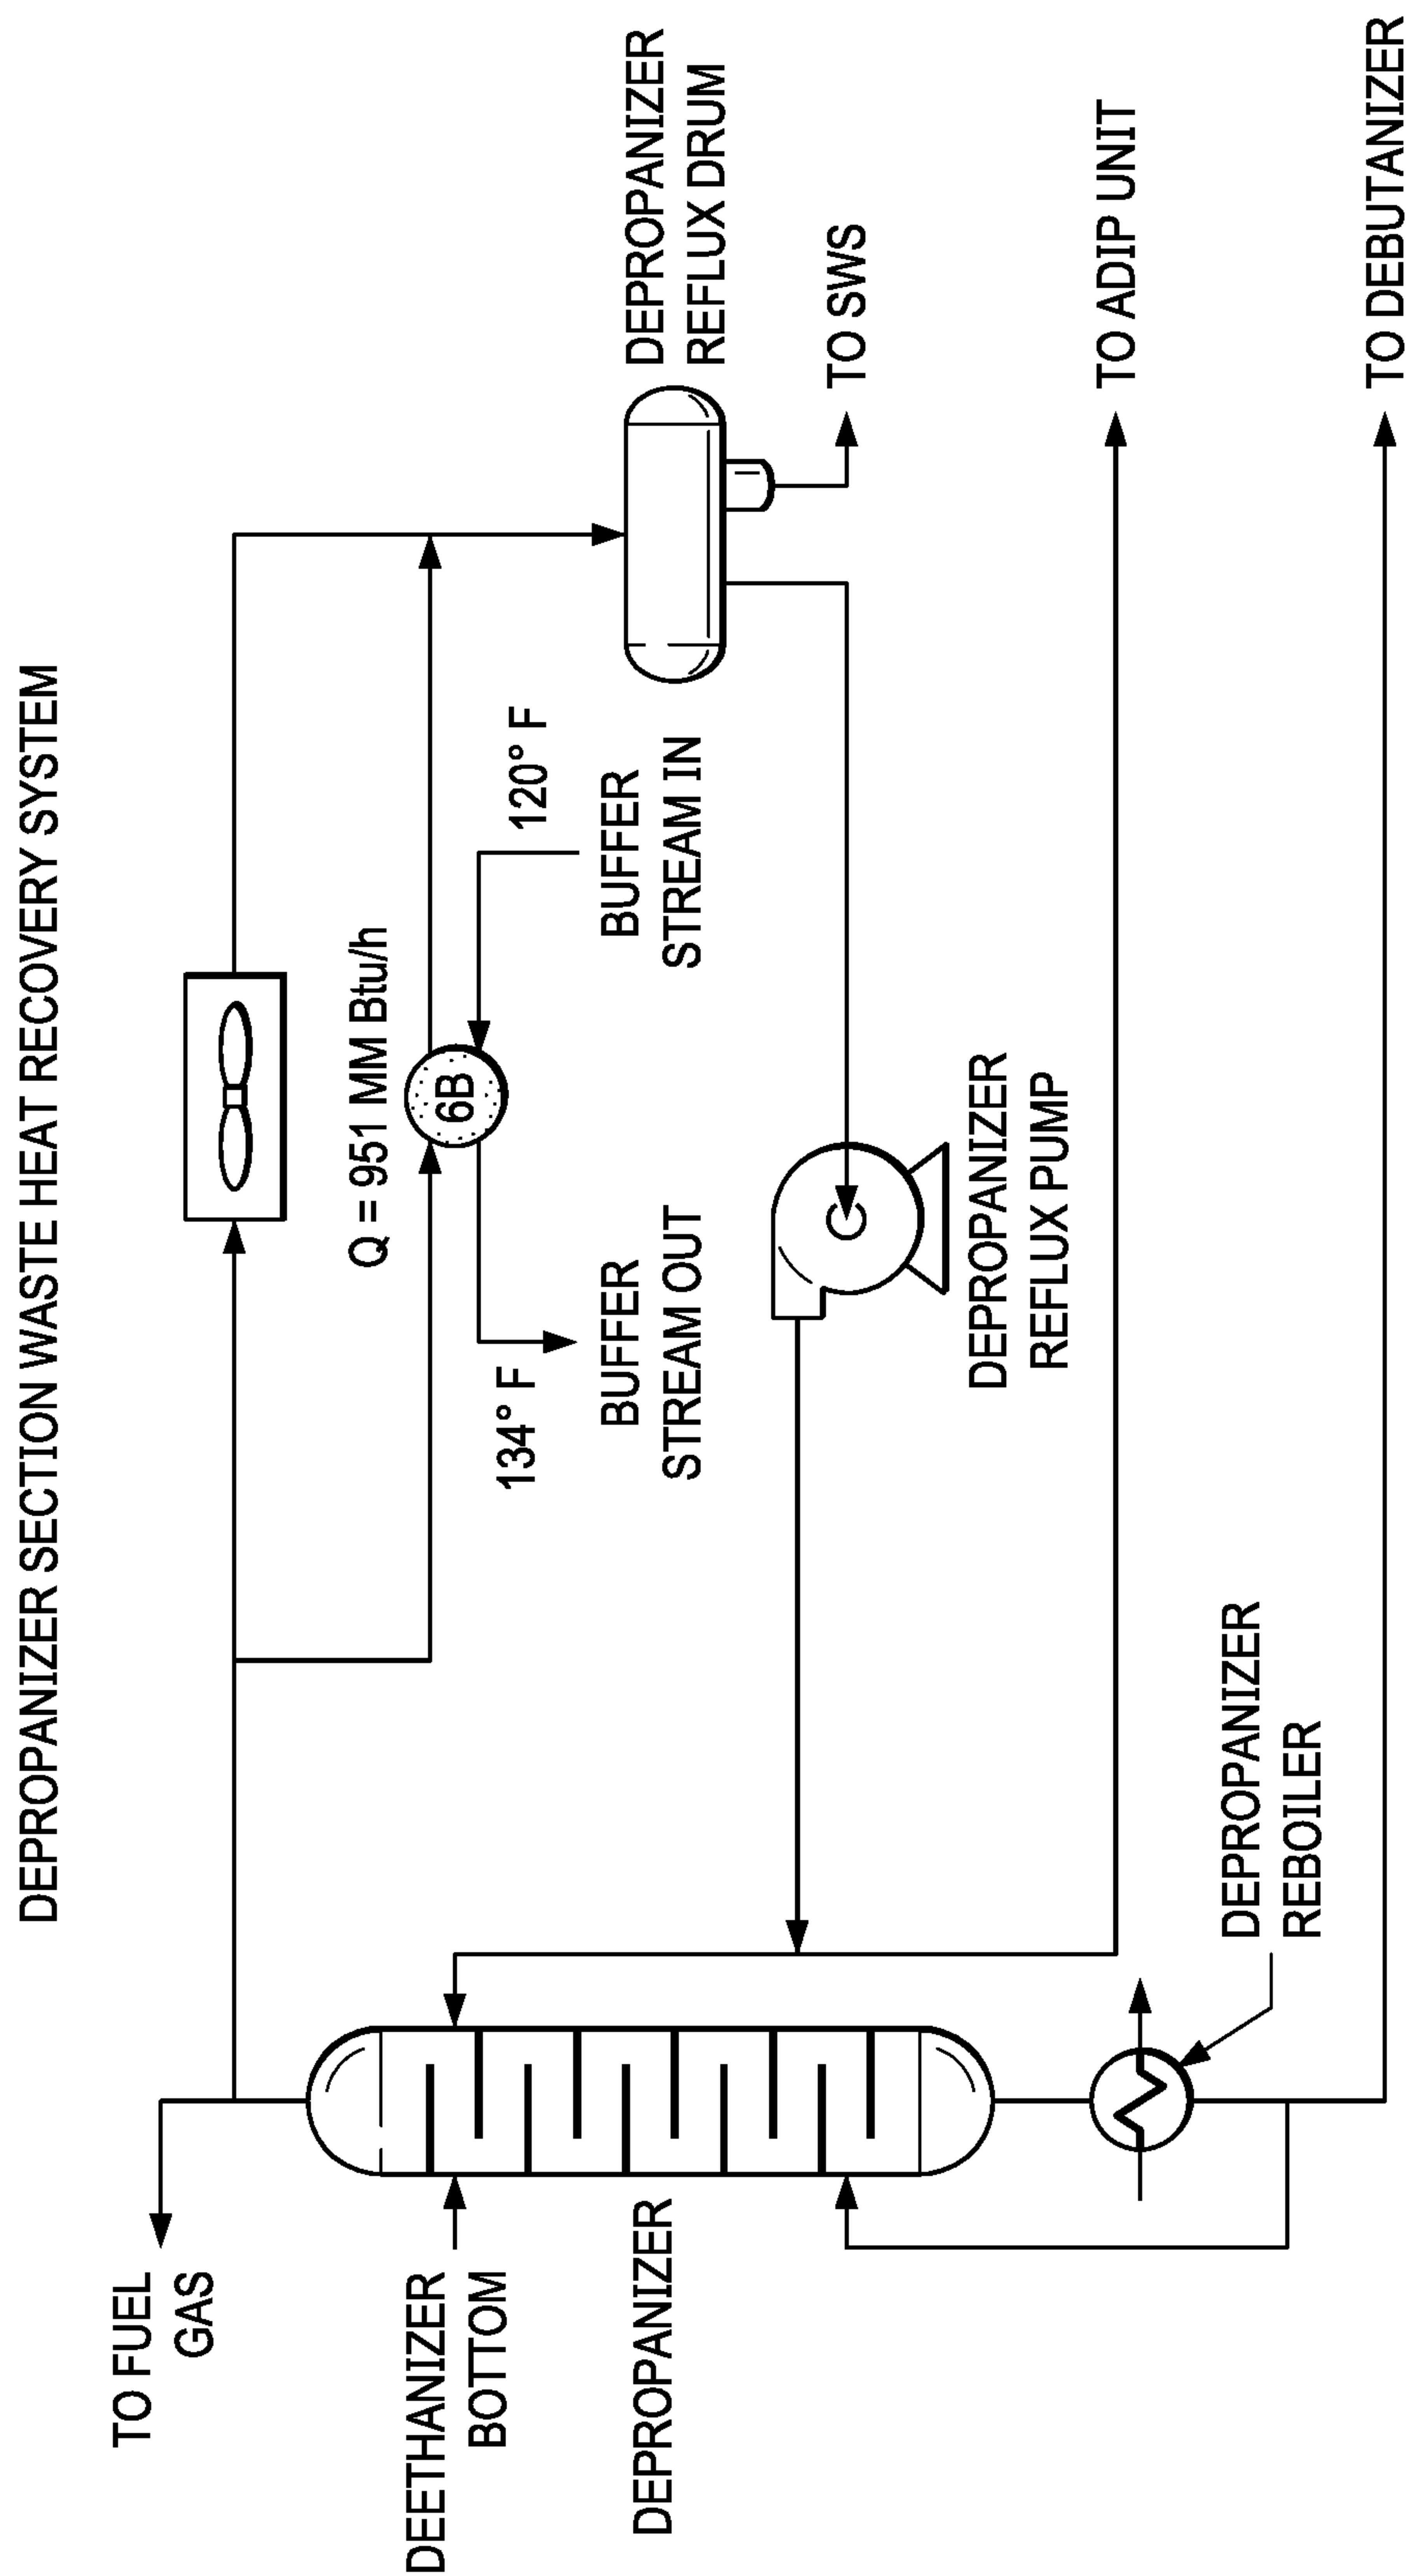 DEPROPANIZER SECTION WASTE HEAT RECOVERY SYSTEM
TO FUEL
GAS
Q = 951 MM Btu/h
6B
134° F
120° F
BUFFER
STREAM OUT
BUFFER
STREAM IN
DEPROPANIZER
REFLUX DRUM
DEETHANIZER
BOTTOM
DEPROPANIZER
TO SWS
DEPROPANIZER
REFLUX PUMP
TO ADIP UNIT
DEPROPANIZER
REBOILER
TO DEBUTANIZER